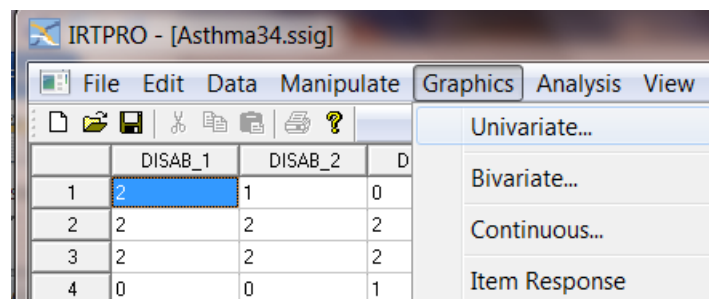 IRTPRO - [Asthma34.ssig]
File Edit Data Manipulate Graphics Analysis View
Univariate...
Bivariate...
Continuous...
Item Response
DISAB_1 DISAB_2 D
1 2 1 0
2 2 2 2
3 2 2 2
4 0 0 1